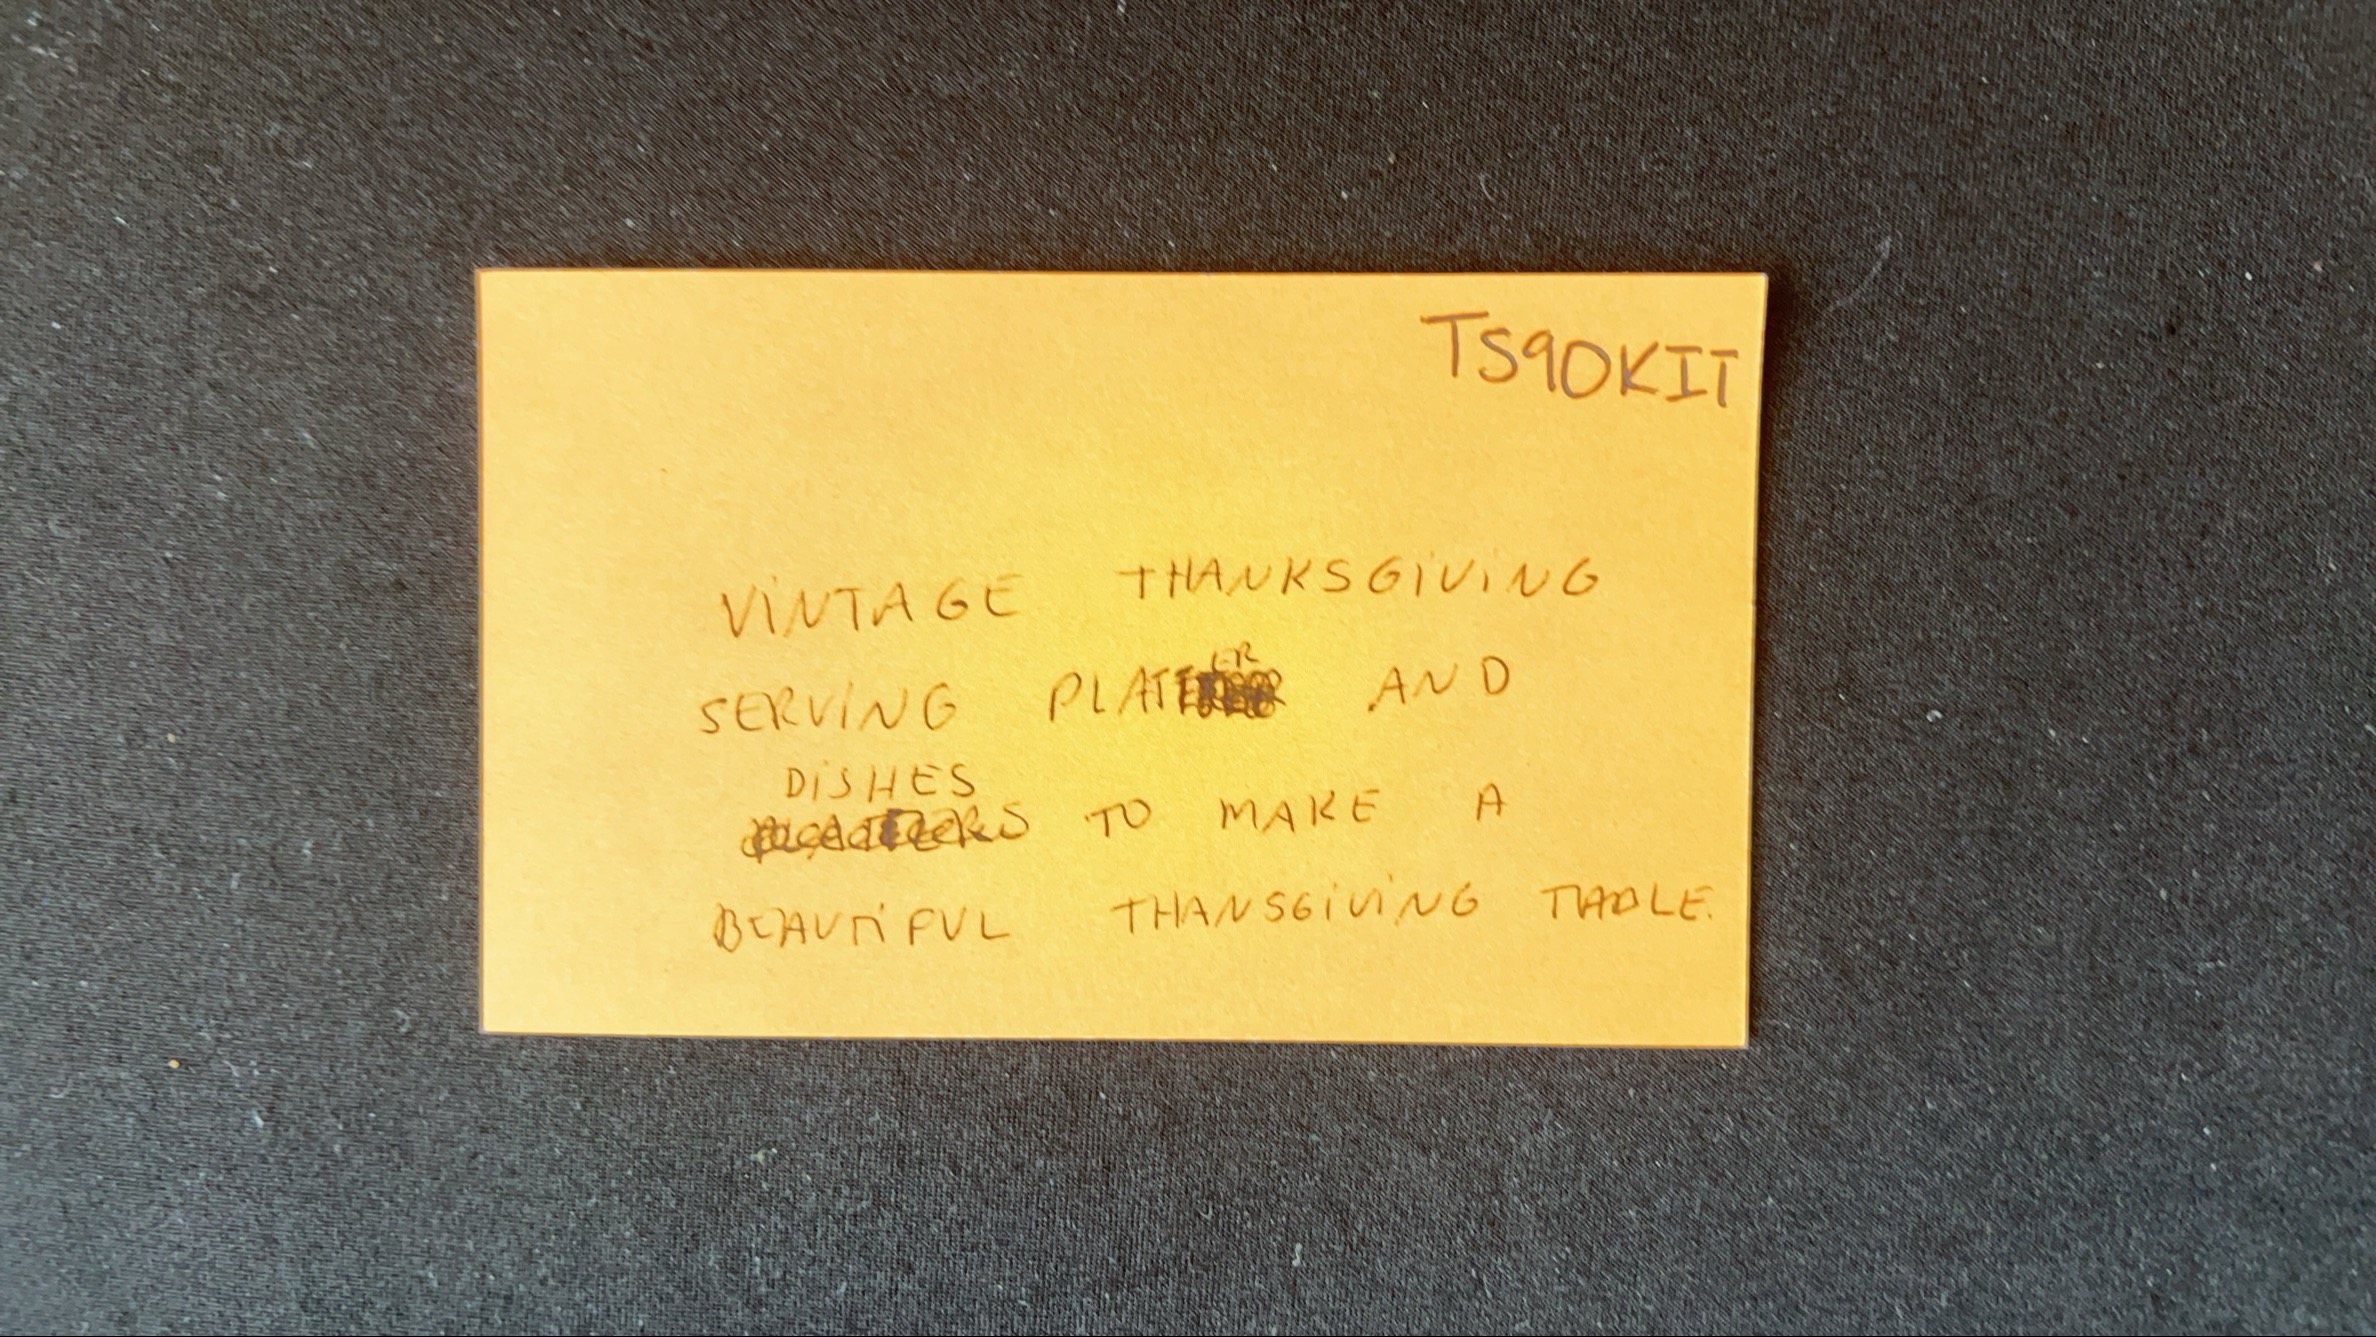 TS90KIT
VINTAGE THANKSGIVING
SERVING PLATTER AND
DISHES
TO MAKE A
BEAUTIFUL THANSGIVING TABLE.